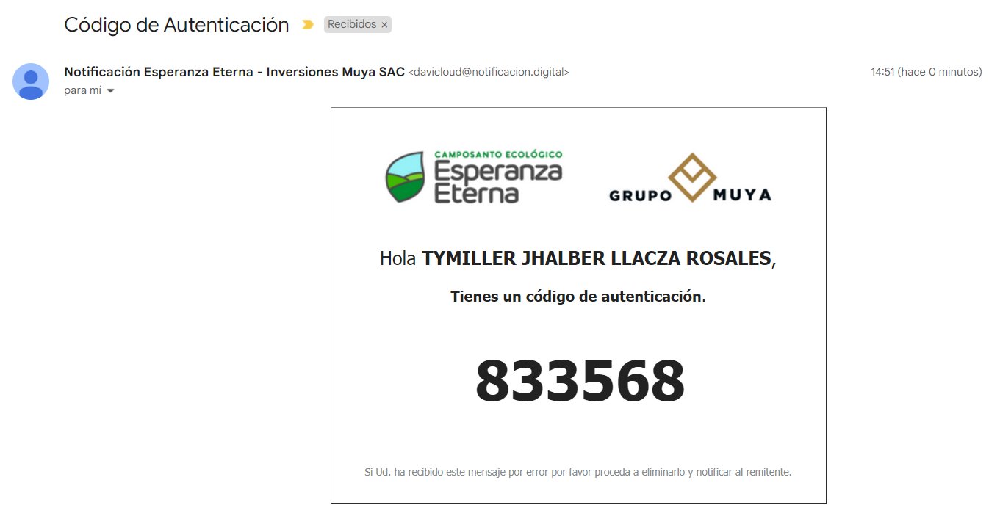 Código de Autenticación Recibidos ×
Notificación Esperanza Eterna - Inversiones Muya SAC <davicloud@notificacion.digital> 14:51 (hace 0 minutos)
para mí
CAMPOSANTO ECOLÓGICO
Esperanza
Eterna
GRUPO MUYA
Hola TYMILLER JHALBER LLACZA ROSALES,
Tienes un código de autenticación.
833568
Si Ud. ha recibido este mensaje por error por favor proceda a eliminarlo y notificar al remitente.